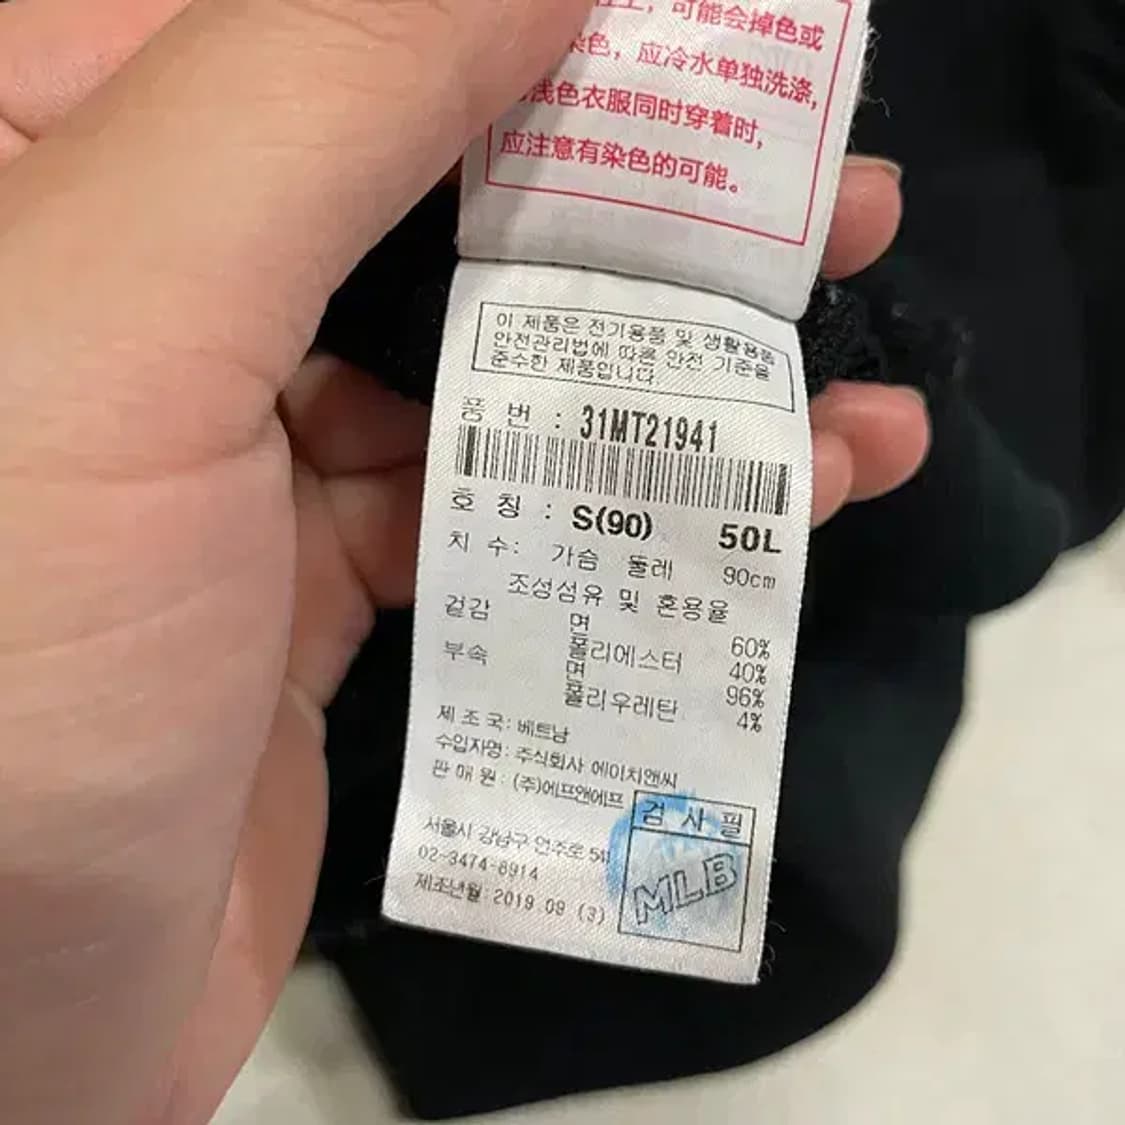 可能会掉色或
染色，应冷水单独洗涤，
浅色衣服同时穿着时，
应注意有染色的可能。
이 제품은 전기용품 및 생활용품
안전관리법에 따른 안전 기준을
준수한 제품입니다.
품 번 : 31MT21941
호 칭 : S(90) 50L
치 수: 가슴 둘레 90cm
조성섬유 및 혼용율
겉감 면 60%
폴리에스터 40%
부속 면 96%
폴리우레탄 4%
제 조 국: 베트남
수입자명: 주식회사 에이치앤씨
판 매 원: (주)에프앤에프
서울시 강남구 언주로
02-3474-8914
제조년월: 2019.09 (3)
검 사 필
MLB